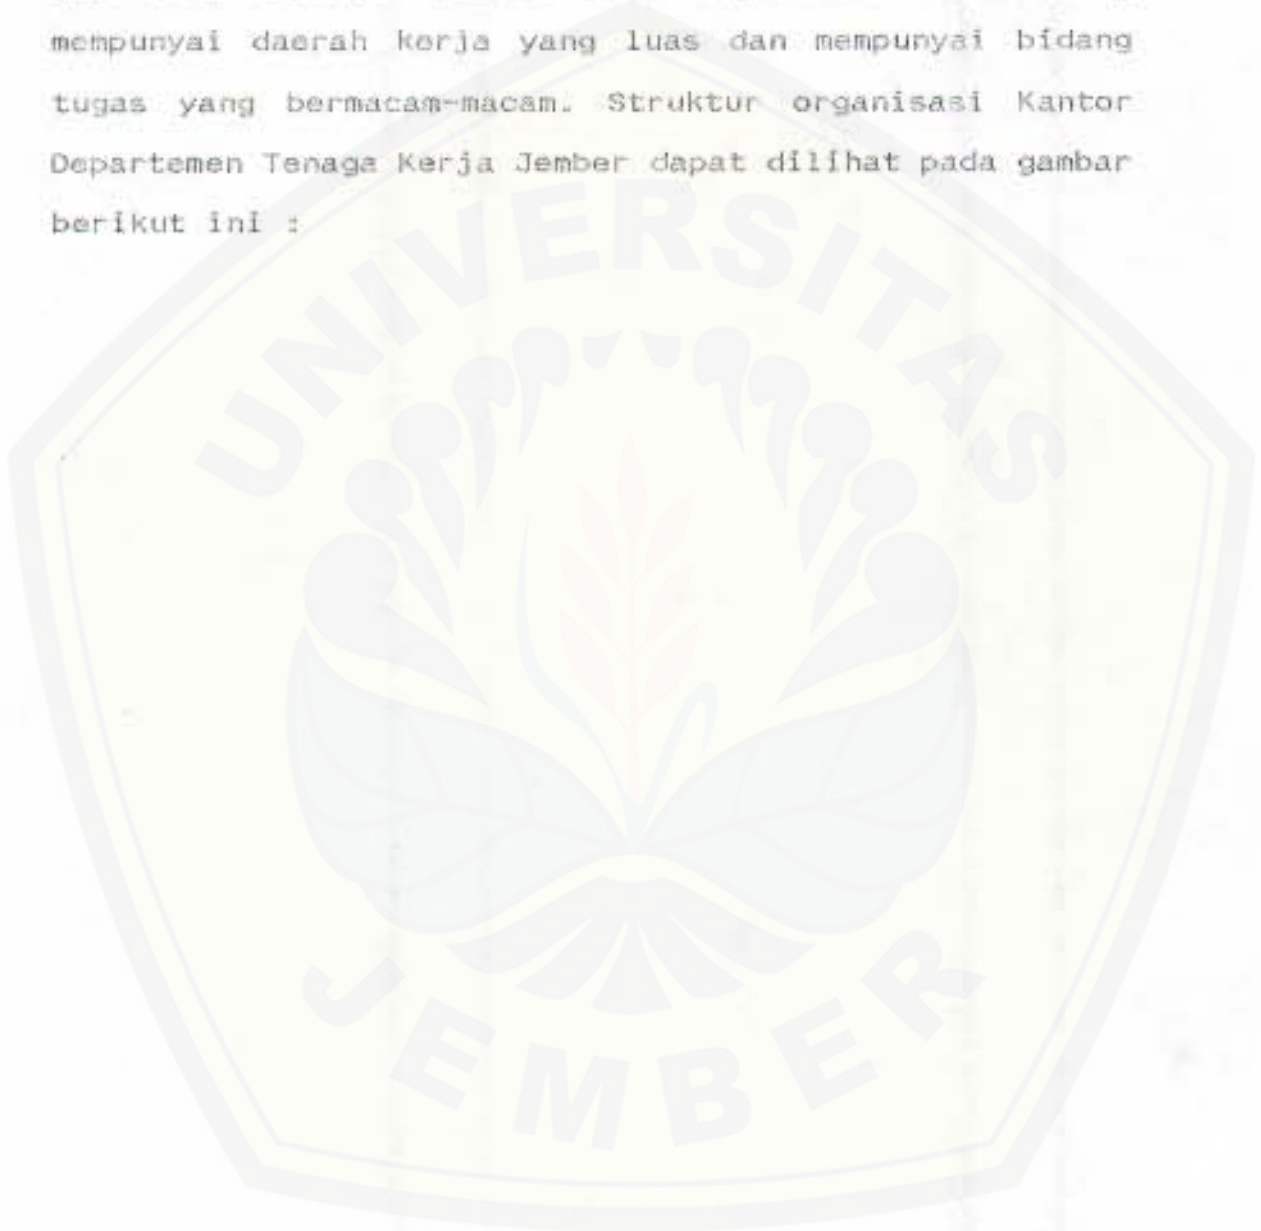 mempunyai daerah kerja yang luas dan mempunyai bidang
tugas yang bermacam-macam. Struktur organisasi Kantor
Departemen Tenaga Kerja Jember dapat dilihat pada gambar
berikut ini :
UNIVERSITAS
JEMBER